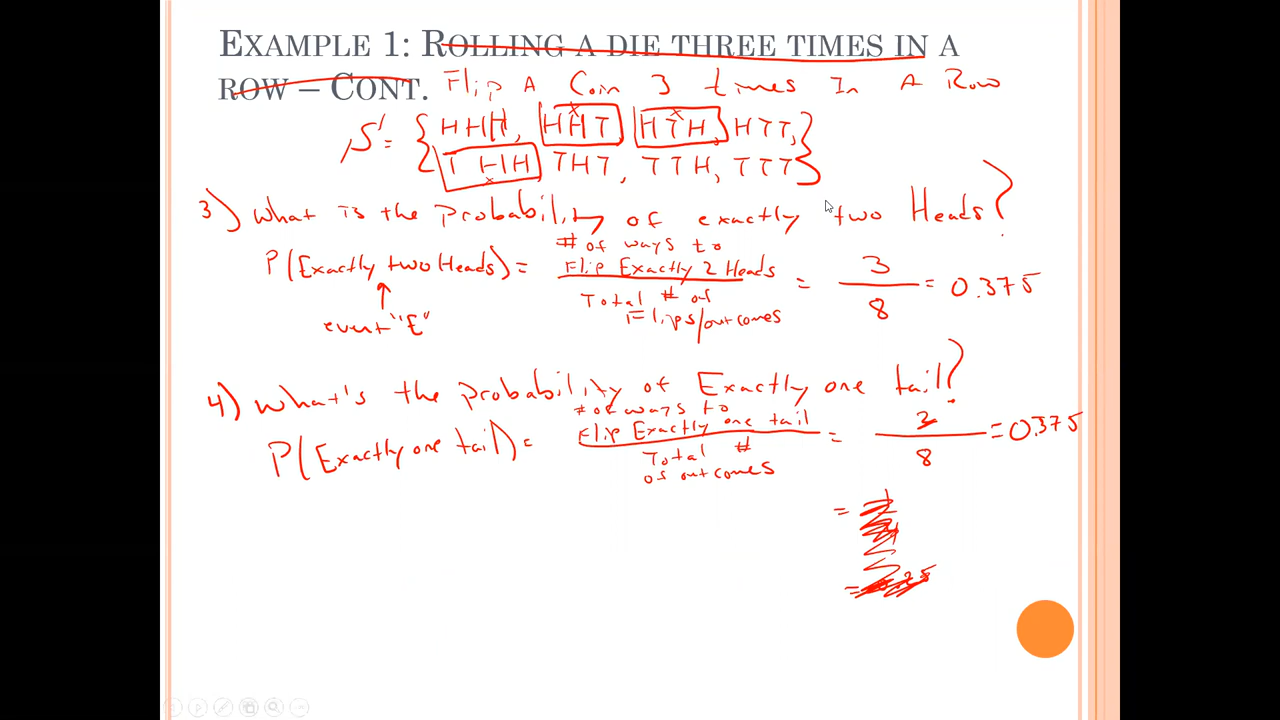 EXAMPLE 1: ROLLING A DIE THREE TIMES IN A
ROW – CONT. Flip A Coin 3 times In A Row
S = { HHH, HHT, HTH, HTT,
THH, THT, TTH, TTT }
3) What is the probability of exactly two Heads?
# of ways to
P(Exactly two Heads) = Flip Exactly 2 Heads = 3 / 8 = 0.375
Total # of
Flips/outcomes
event "E"
4) What's the probability of Exactly one tail?
# of ways to
P(Exactly one tail) = Flip Exactly one tail = 3 / 8 = 0.375
Total #
of outcomes
=
=